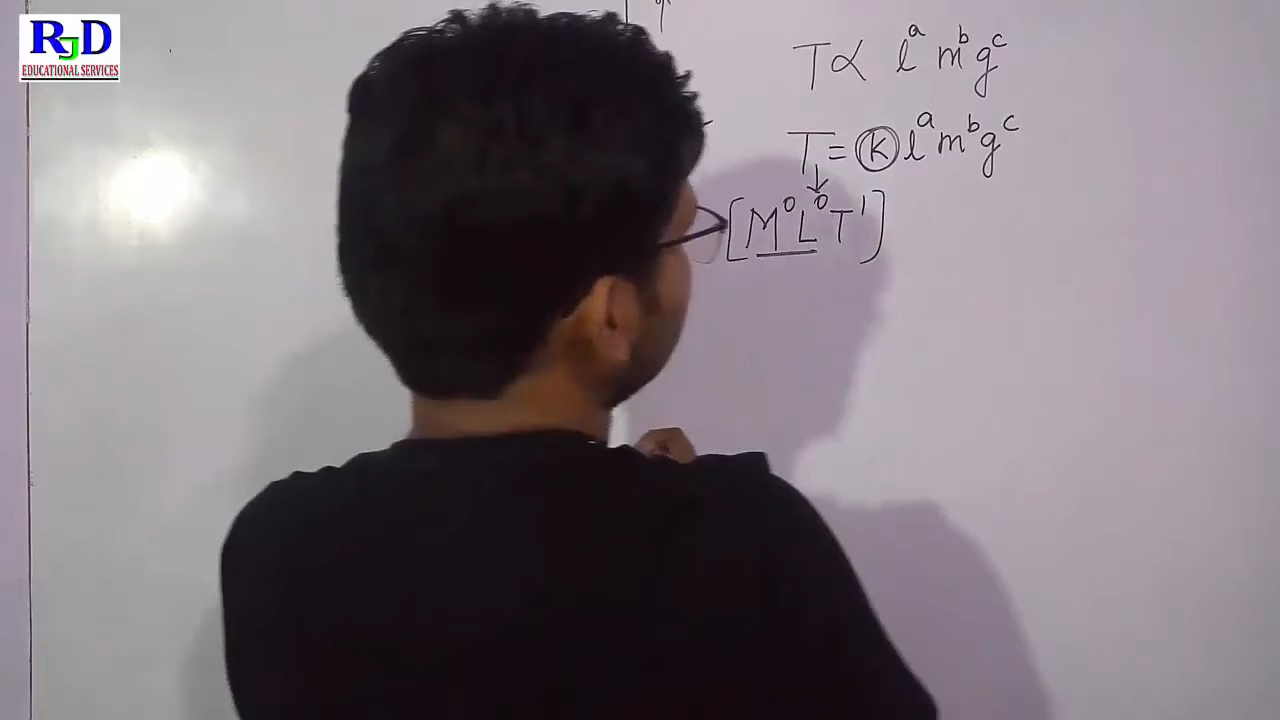 RJD
EDUCATIONAL SERVICES
T ∝ l^a m^b g^c
T = k l^a m^b g^c
↓
[M^0 L^0 T^1]